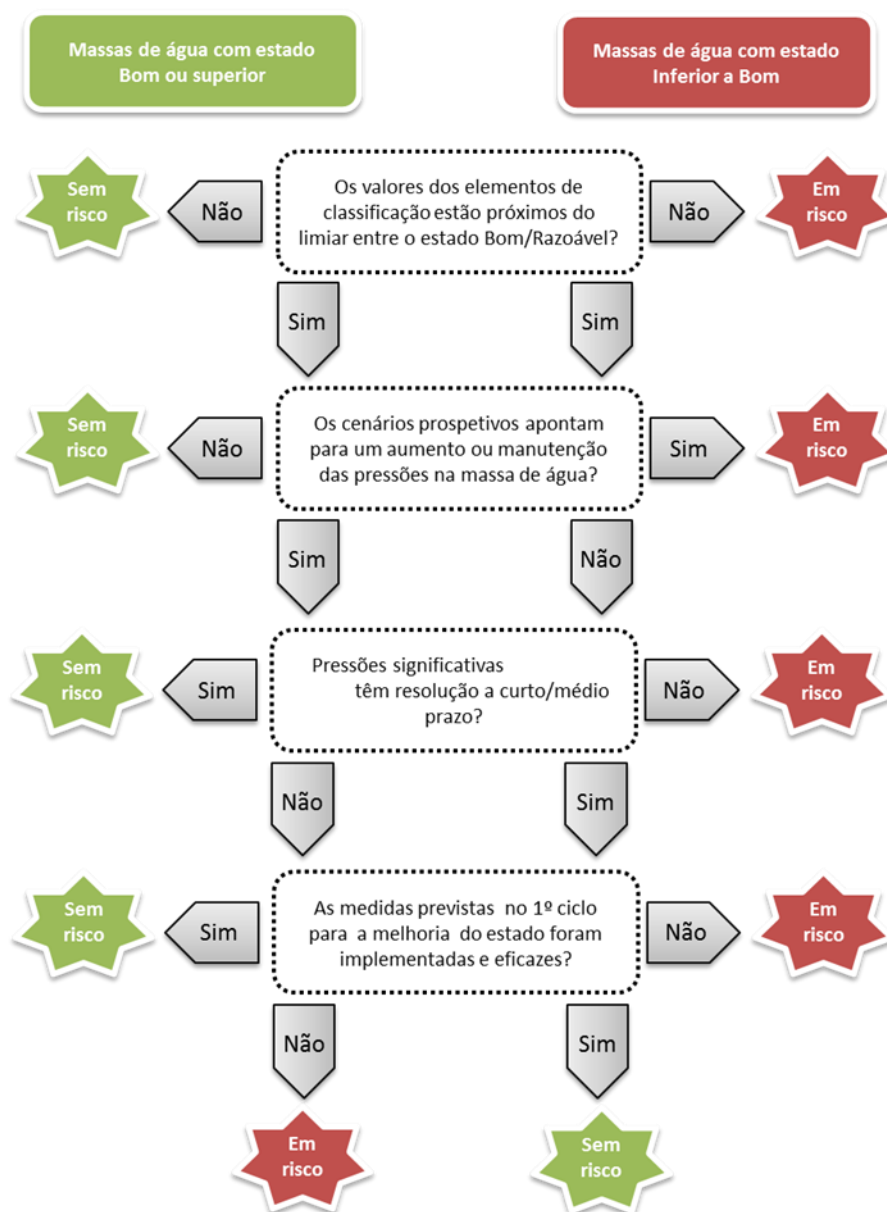 Massas de água com estado
Bom ou superior
Massas de água com estado
Inferior a Bom
Sem
risco
Não
Os valores dos elementos de
classificação estão próximos do
limiar entre o estado Bom/Razoável?
Não
Em
risco
Sim
Sim
Sem
risco
Não
Os cenários prospetivos apontam
para um aumento ou manutenção
das pressões na massa de água?
Sim
Em
risco
Sim
Não
Sem
risco
Sim
Pressões significativas
têm resolução a curto/médio
prazo?
Não
Em
risco
Não
Sim
Sem
risco
Sim
As medidas previstas no 1º ciclo
para a melhoria do estado foram
implementadas e eficazes?
Não
Em
risco
Não
Sim
Em
risco
Sem
risco